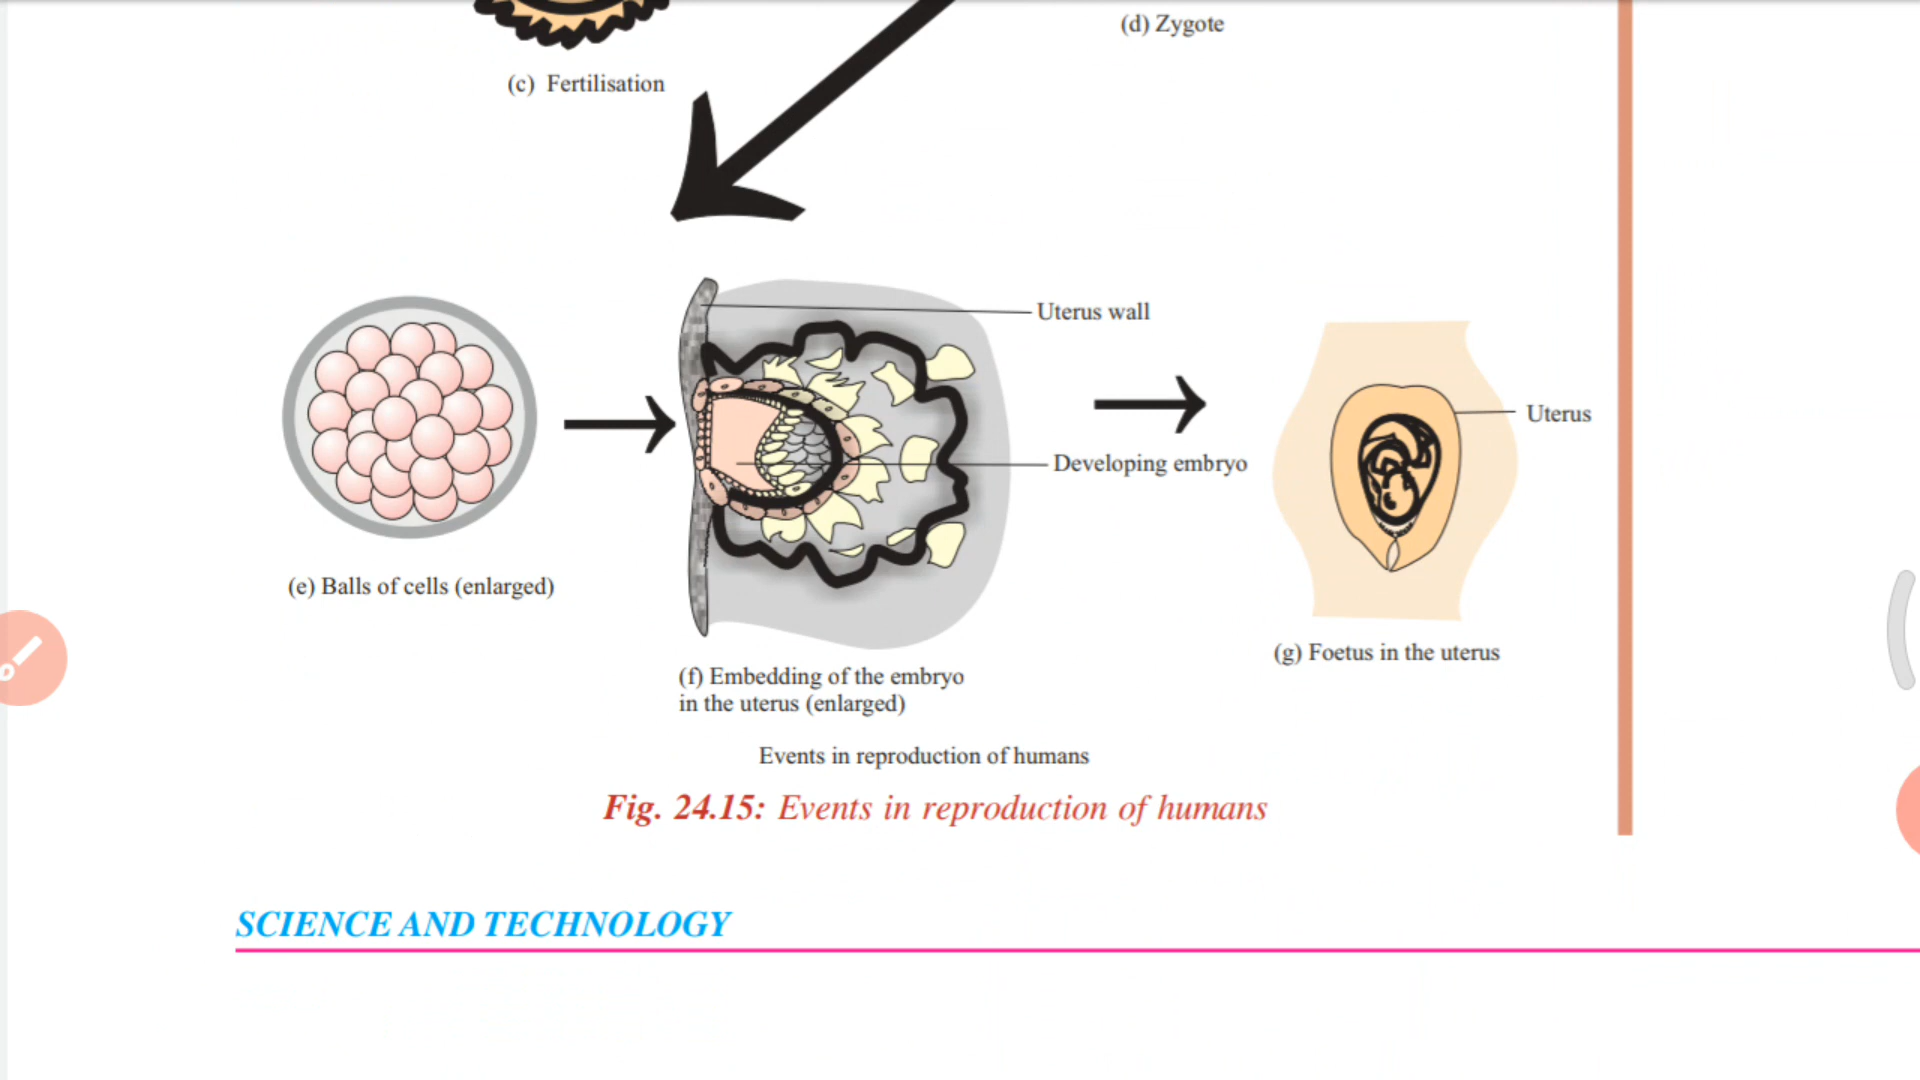 (d) Zygote
(c) Fertilisation
Uterus wall
Uterus
Developing embryo
(e) Balls of cells (enlarged)
(g) Foetus in the uterus
(f) Embedding of the embryo
in the uterus (enlarged)
Events in reproduction of humans
Fig. 24.15: Events in reproduction of humans
SCIENCE AND TECHNOLOGY